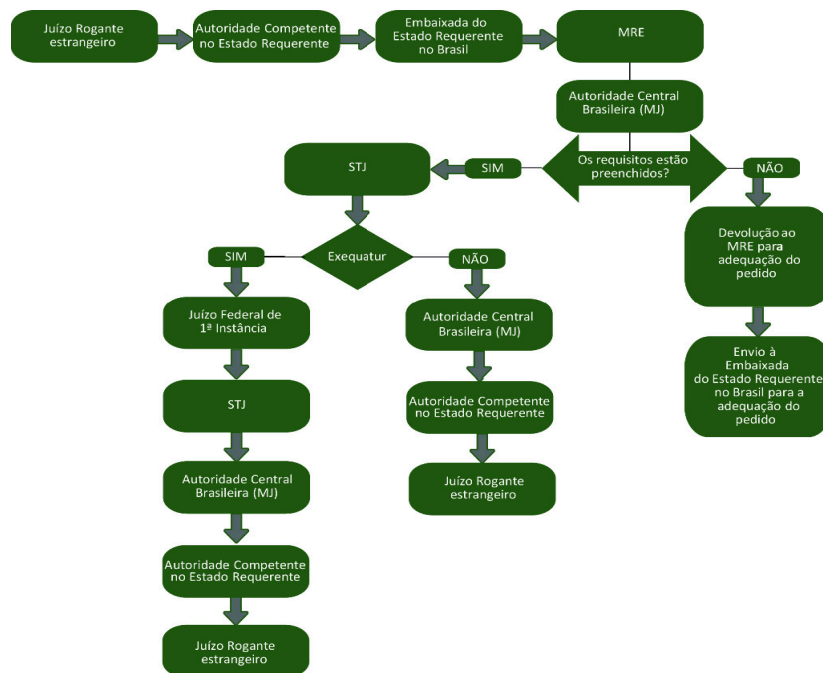 Juízo Rogante
estrangeiro
Autoridade Competente
no Estado Requerente
Embaixada do
Estado Requerente
no Brasil
MRE
Autoridade Central
Brasileira (MJ)
Os requisitos estão
preenchidos?
SIM
NÃO
STJ
Devolução ao
MRE para
adequação do
pedido
Exequatur
SIM
NÃO
Juízo Federal de
1ª Instância
Autoridade Central
Brasileira (MJ)
Envio à
Embaixada
do Estado Requerente
no Brasil para a
adequação do
pedido
STJ
Autoridade Competente
no Estado Requerente
Autoridade Central
Brasileira (MJ)
Juízo Rogante
estrangeiro
Autoridade Competente
no Estado Requerente
Juízo Rogante
estrangeiro